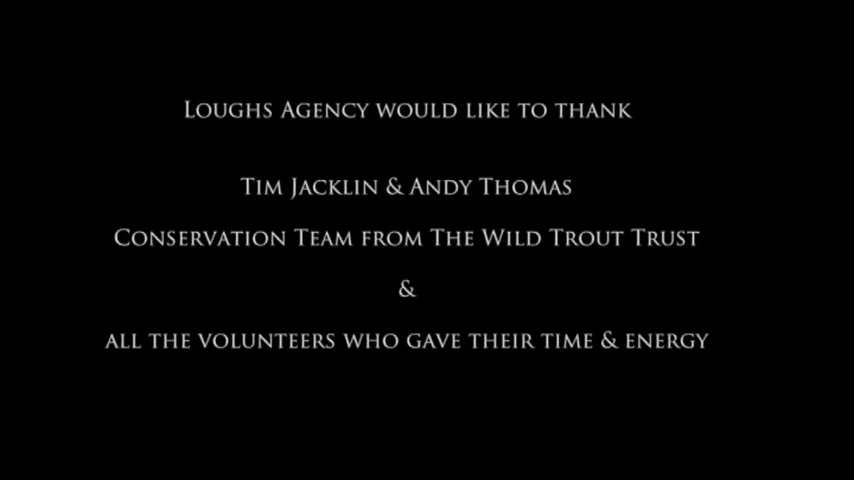 Loughs Agency would like to thank
Tim Jacklin & Andy Thomas
Conservation Team from The Wild Trout Trust
&
all the volunteers who gave their time & energy